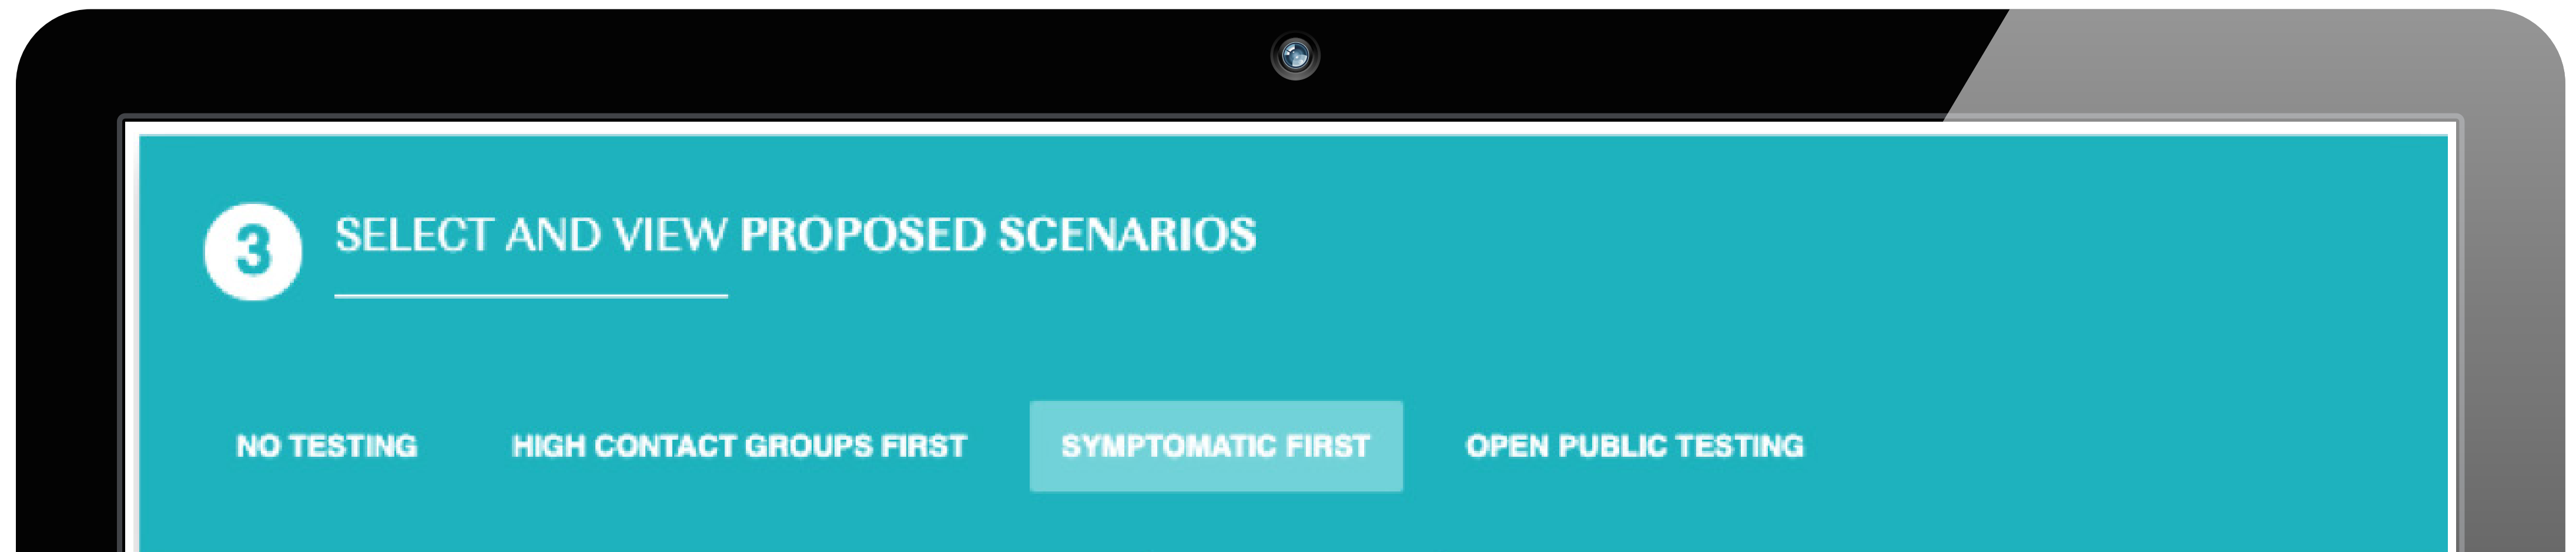 3 SELECT AND VIEW PROPOSED SCENARIOS
NO TESTING HIGH CONTACT GROUPS FIRST SYMPTOMATIC FIRST OPEN PUBLIC TESTING